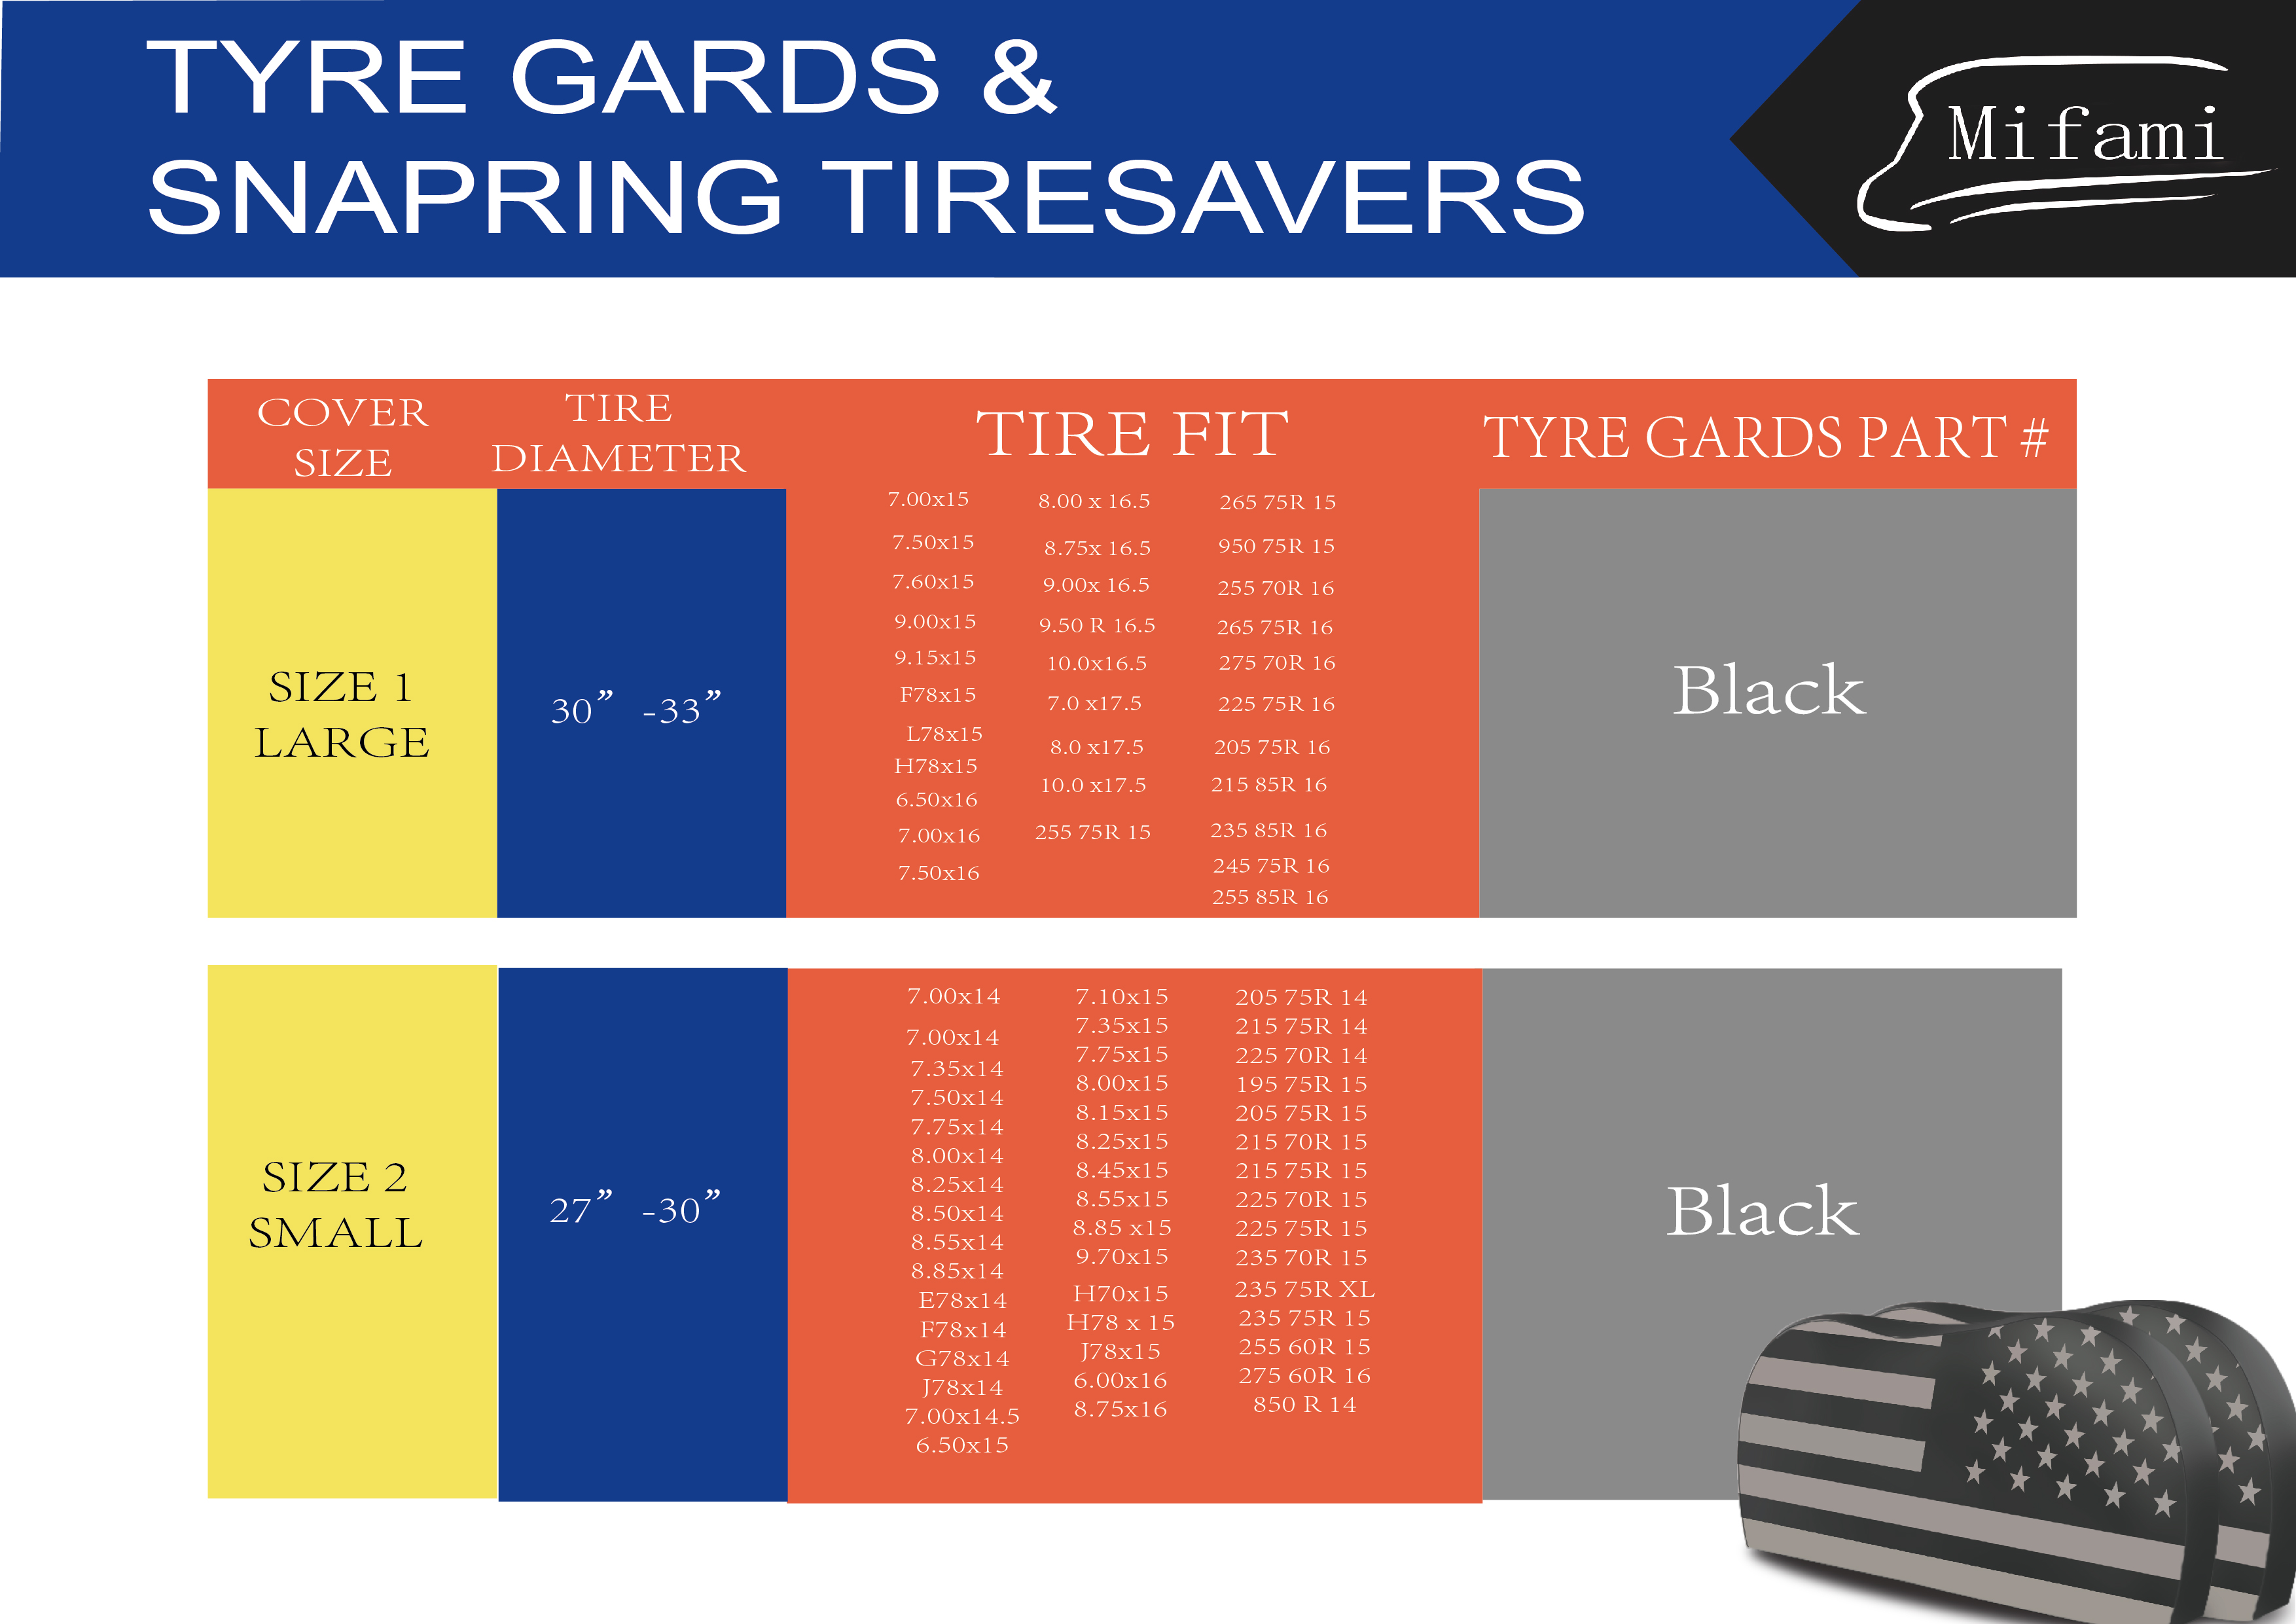 TYRE GARDS &
SNAPRING TIRESAVERS
Mifami
COVER
SIZE
TIRE
DIAMETER
TIRE FIT
TYRE GARDS PART #
SIZE 1
LARGE
30” -33”
7.00x15
7.50x15
7.60x15
9.00x15
9.15x15
F78x15
L78x15
H78x15
6.50x16
7.00x16
7.50x16
8.00 x 16.5
8.75x 16.5
9.00x 16.5
9.50 R 16.5
10.0x16.5
7.0 x17.5
8.0 x17.5
10.0 x17.5
255 75R 15
265 75R 15
950 75R 15
255 70R 16
265 75R 16
275 70R 16
225 75R 16
205 75R 16
215 85R 16
235 85R 16
245 75R 16
255 85R 16
Black
SIZE 2
SMALL
27” -30”
7.00x14
7.00x14
7.35x14
7.50x14
7.75x14
8.00x14
8.25x14
8.50x14
8.55x14
8.85x14
E78x14
F78x14
G78x14
J78x14
7.00x14.5
6.50x15
7.10x15
7.35x15
7.75x15
8.00x15
8.15x15
8.25x15
8.45x15
8.55x15
8.85 x15
9.70x15
H70x15
H78 x 15
J78x15
6.00x16
8.75x16
205 75R 14
215 75R 14
225 70R 14
195 75R 15
205 75R 15
215 70R 15
215 75R 15
225 70R 15
225 75R 15
235 70R 15
235 75R XL
235 75R 15
255 60R 15
275 60R 16
850 R 14
Black